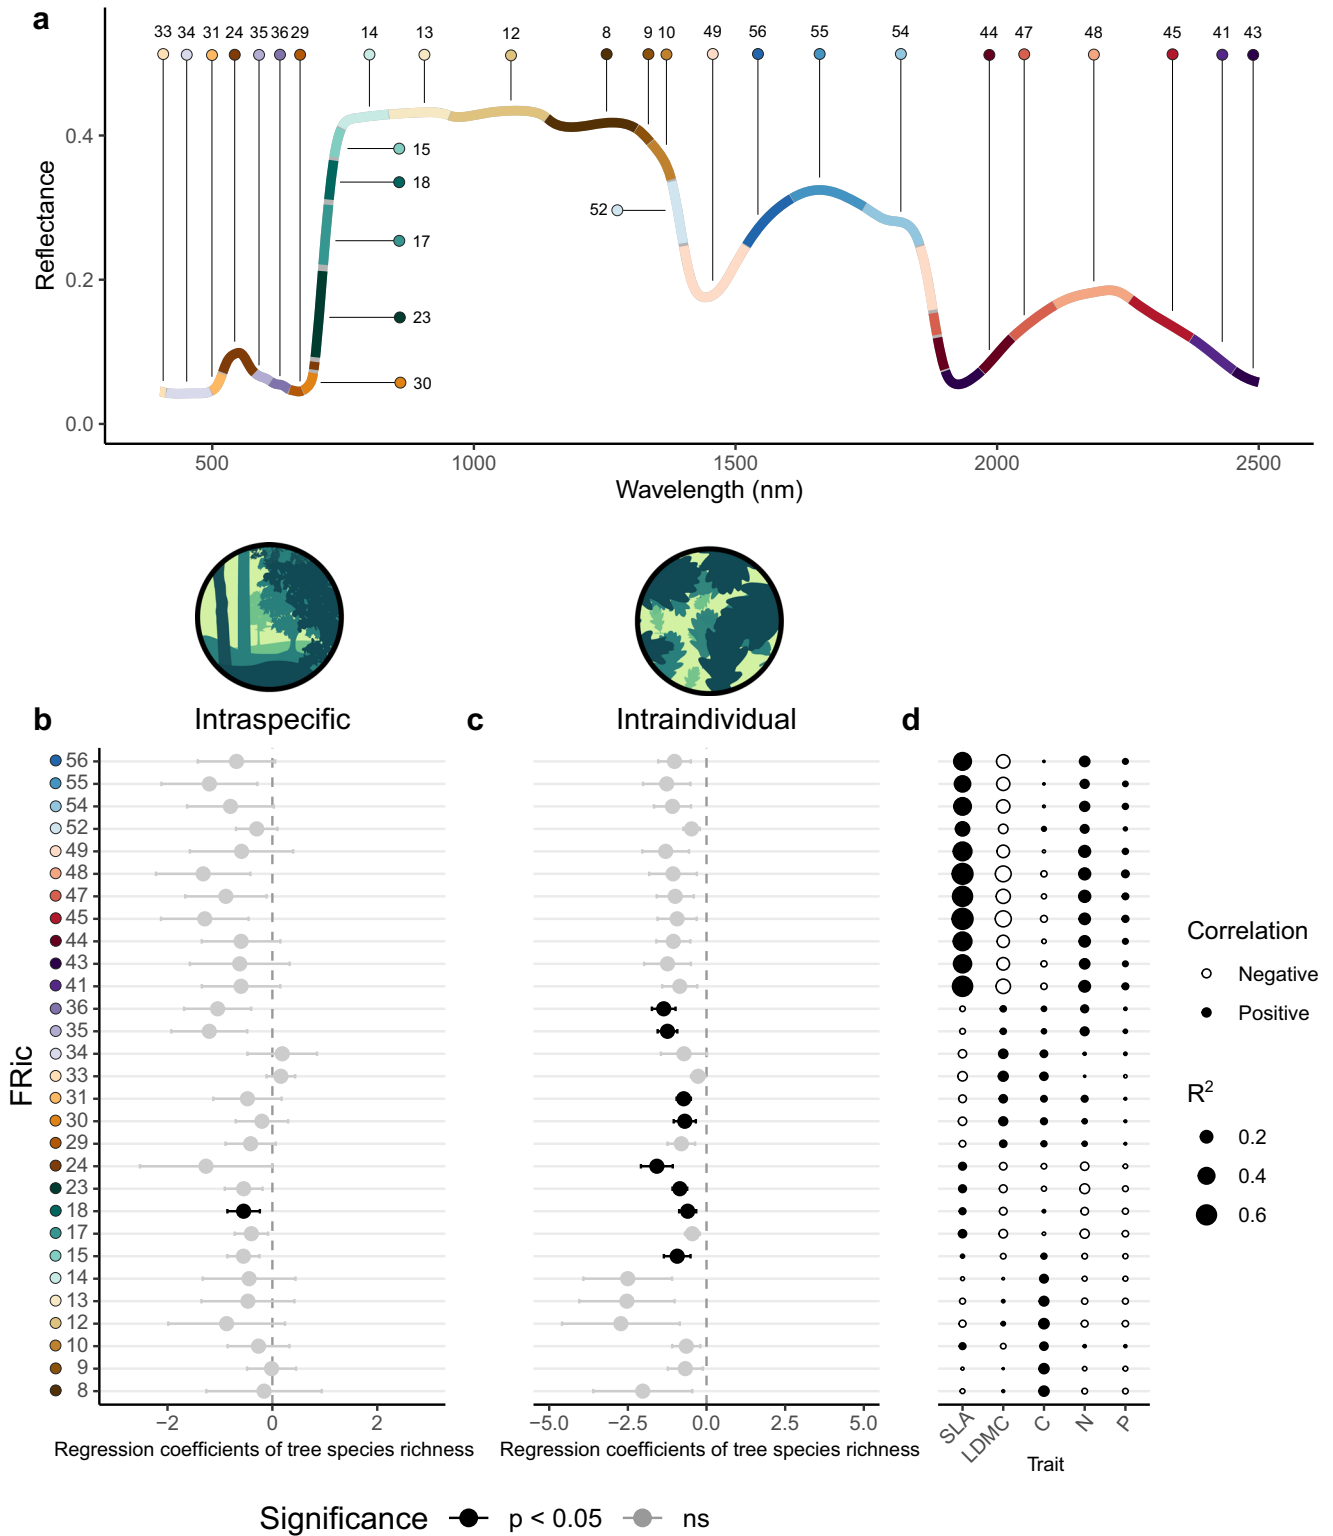 a
33 34 31 24 35 36 29 14 13 12 8 9 10 49 56 55 54 44 47 48 45 41 43
0.4
15
18
52
17
0.2
23
30
0.0
Reflectance
500 1000 1500 2000 2500
Wavelength (nm)
b Intraspecific
c Intraindividual
d
56
55
54
52
49
48
47
45
44
43
41
36
35
34
33
31
30
29
24
23
18
17
15
14
13
12
10
9
8
FRic
−2 0 2
Regression coefficients of tree species richness
−5.0 −2.5 0.0 2.5 5.0
Regression coefficients of tree species richness
SLA LDMC C N P
Trait
Correlation
Negative
Positive
R²
0.2
0.4
0.6
Significance p < 0.05 ns